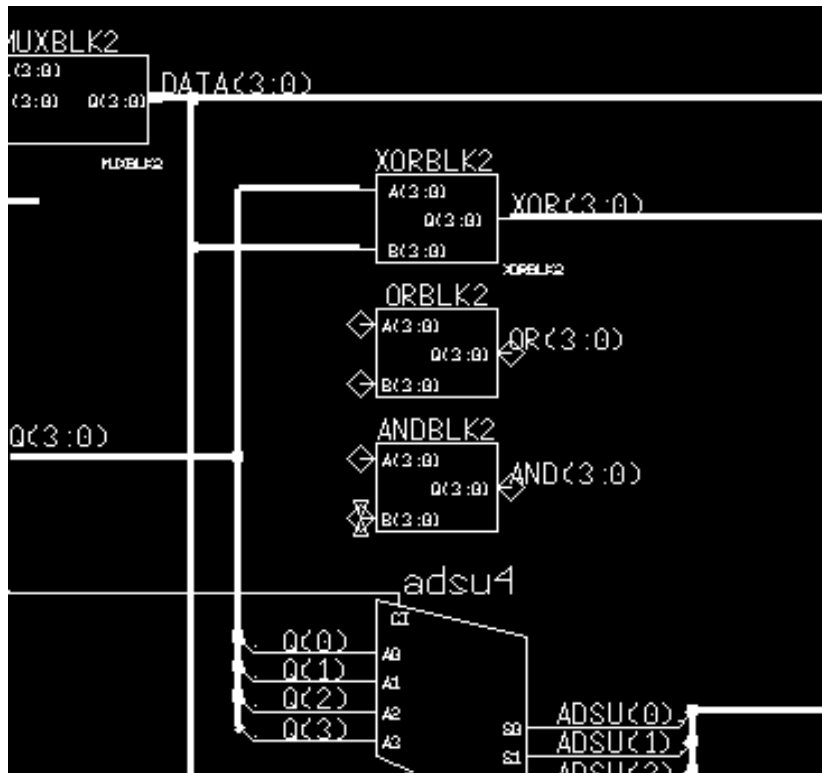 MUXBLK2
(3:0)
(3:0) Q(3:0)
DATA(3:0)
MUXBLK2
XORBLK2
A(3:0)
Q(3:0)
B(3:0)
XOR(3:0)
XORBLK2
ORBLK2
A(3:0)
Q(3:0)
B(3:0)
OR(3:0)
Q(3:0)
ANDBLK2
A(3:0)
Q(3:0)
B(3:0)
AND(3:0)
adsu4
CI
Q(0) A0
Q(1) A1
Q(2) A2
Q(3) A3
S0 ADSU(0)
S1 ADSU(1)
ADSU(2)